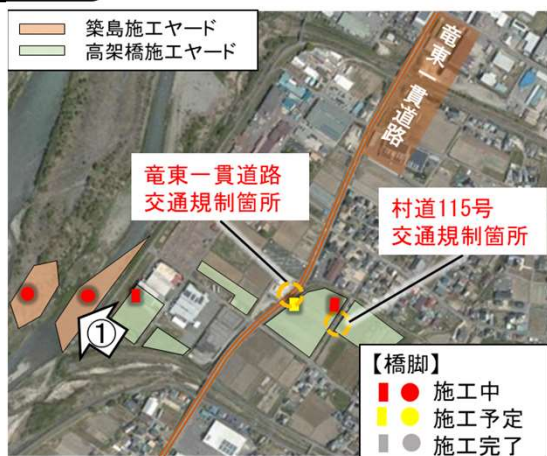 築島施工ヤード
高架橋施工ヤード
竜東一貫道路
竜東一貫道路
交通規制箇所
村道115号
交通規制箇所
①
【橋脚】
施工中
施工予定
施工完了